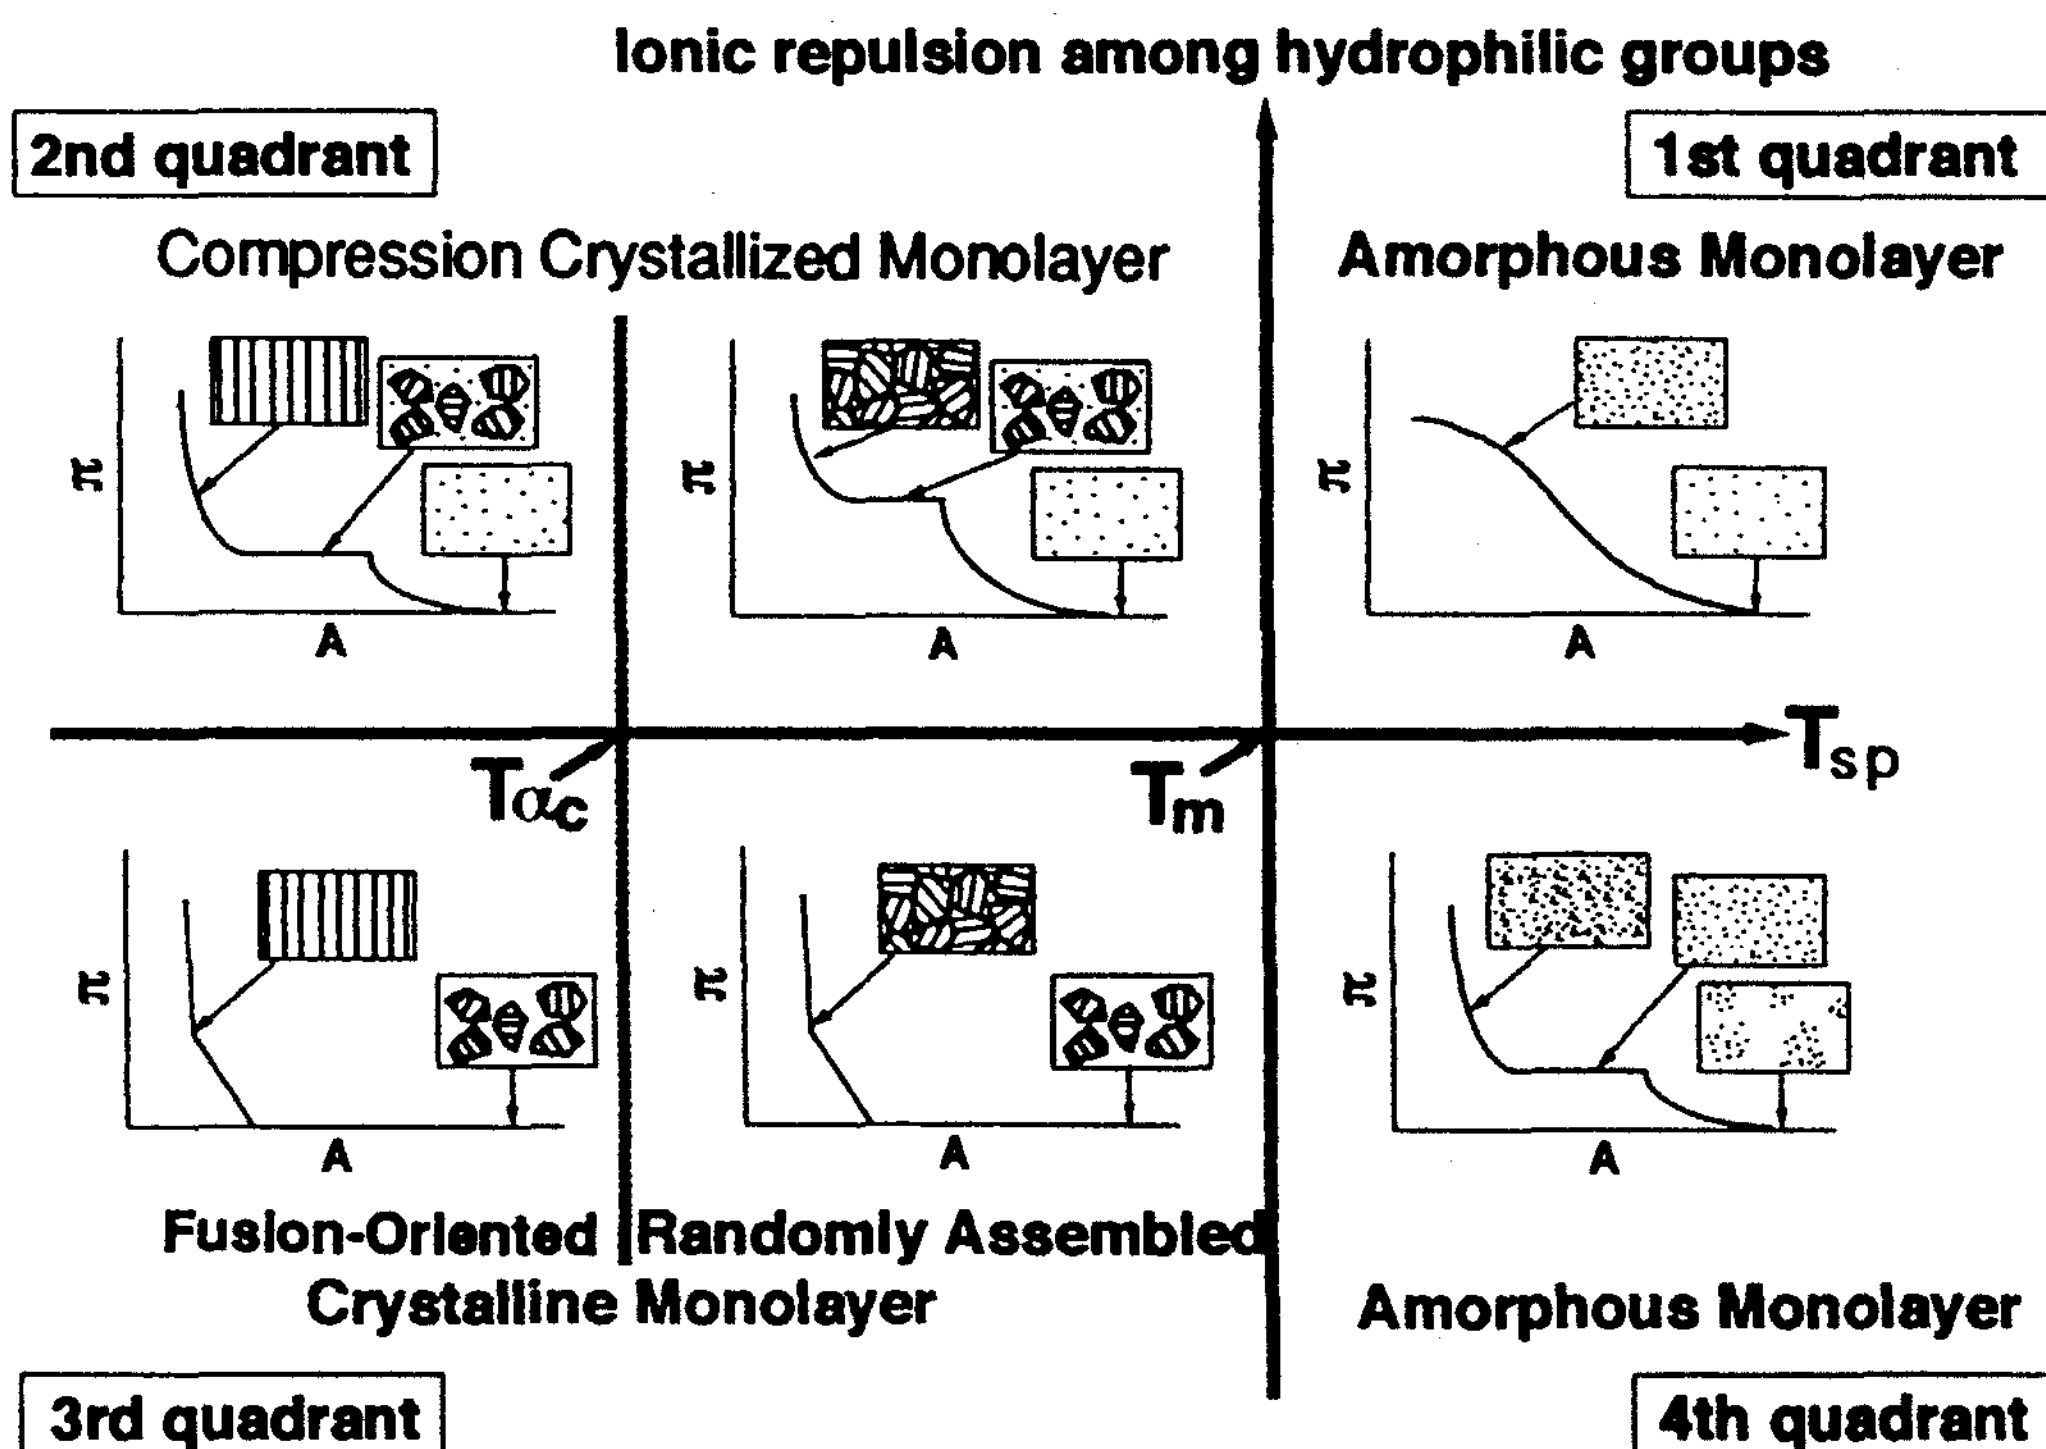 Ionic repulsion among hydrophilic groups
2nd quadrant
1st quadrant
Compression Crystallized Monolayer
Amorphous Monolayer
π
A
π
A
π
A
Tαc
Tm
Tsp
π
A
π
A
π
A
Fusion-Oriented
Randomly Assembled
Crystalline Monolayer
Amorphous Monolayer
3rd quadrant
4th quadrant